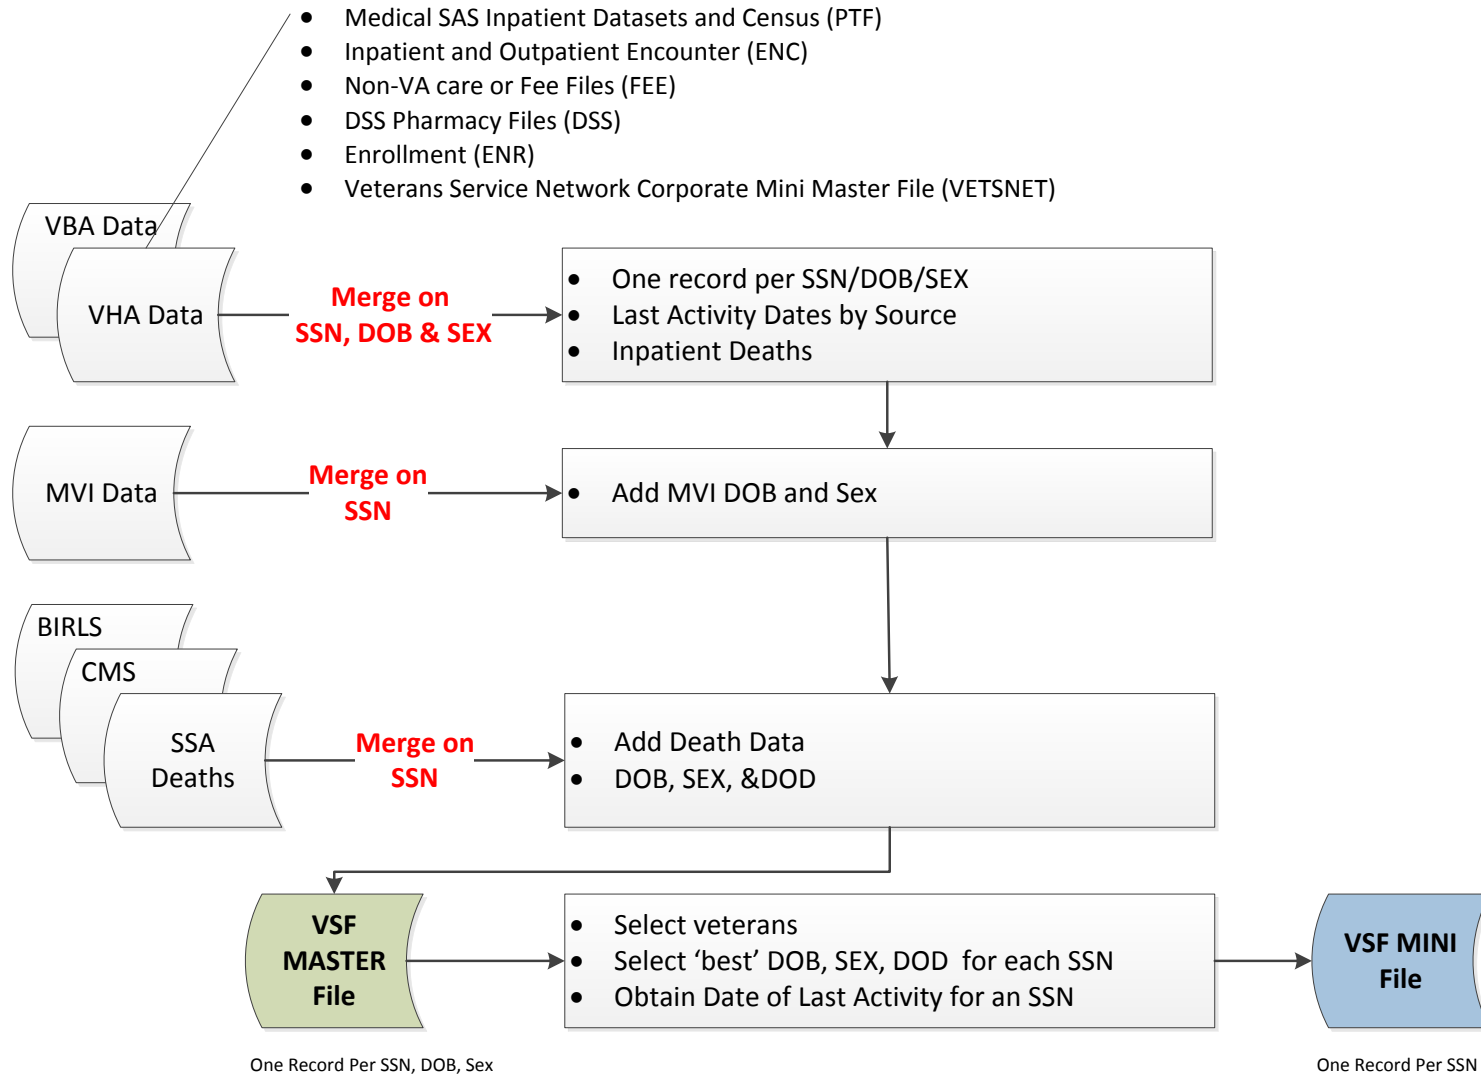 • Medical SAS Inpatient Datasets and Census (PTF)
• Inpatient and Outpatient Encounter (ENC)
• Non-VA care or Fee Files (FEE)
• DSS Pharmacy Files (DSS)
• Enrollment (ENR)
• Veterans Service Network Corporate Mini Master File (VETSNET)
VBA Data
VHA Data
Merge on
SSN, DOB & SEX
• One record per SSN/DOB/SEX
• Last Activity Dates by Source
• Inpatient Deaths
MVI Data
Merge on
SSN
• Add MVI DOB and Sex
BIRLS
CMS
SSA
Deaths
Merge on
SSN
• Add Death Data
• DOB, SEX, &DOD
VSF
MASTER
File
• Select veterans
• Select ‘best’ DOB, SEX, DOD for each SSN
• Obtain Date of Last Activity for an SSN
VSF MINI
File
One Record Per SSN, DOB, Sex
One Record Per SSN